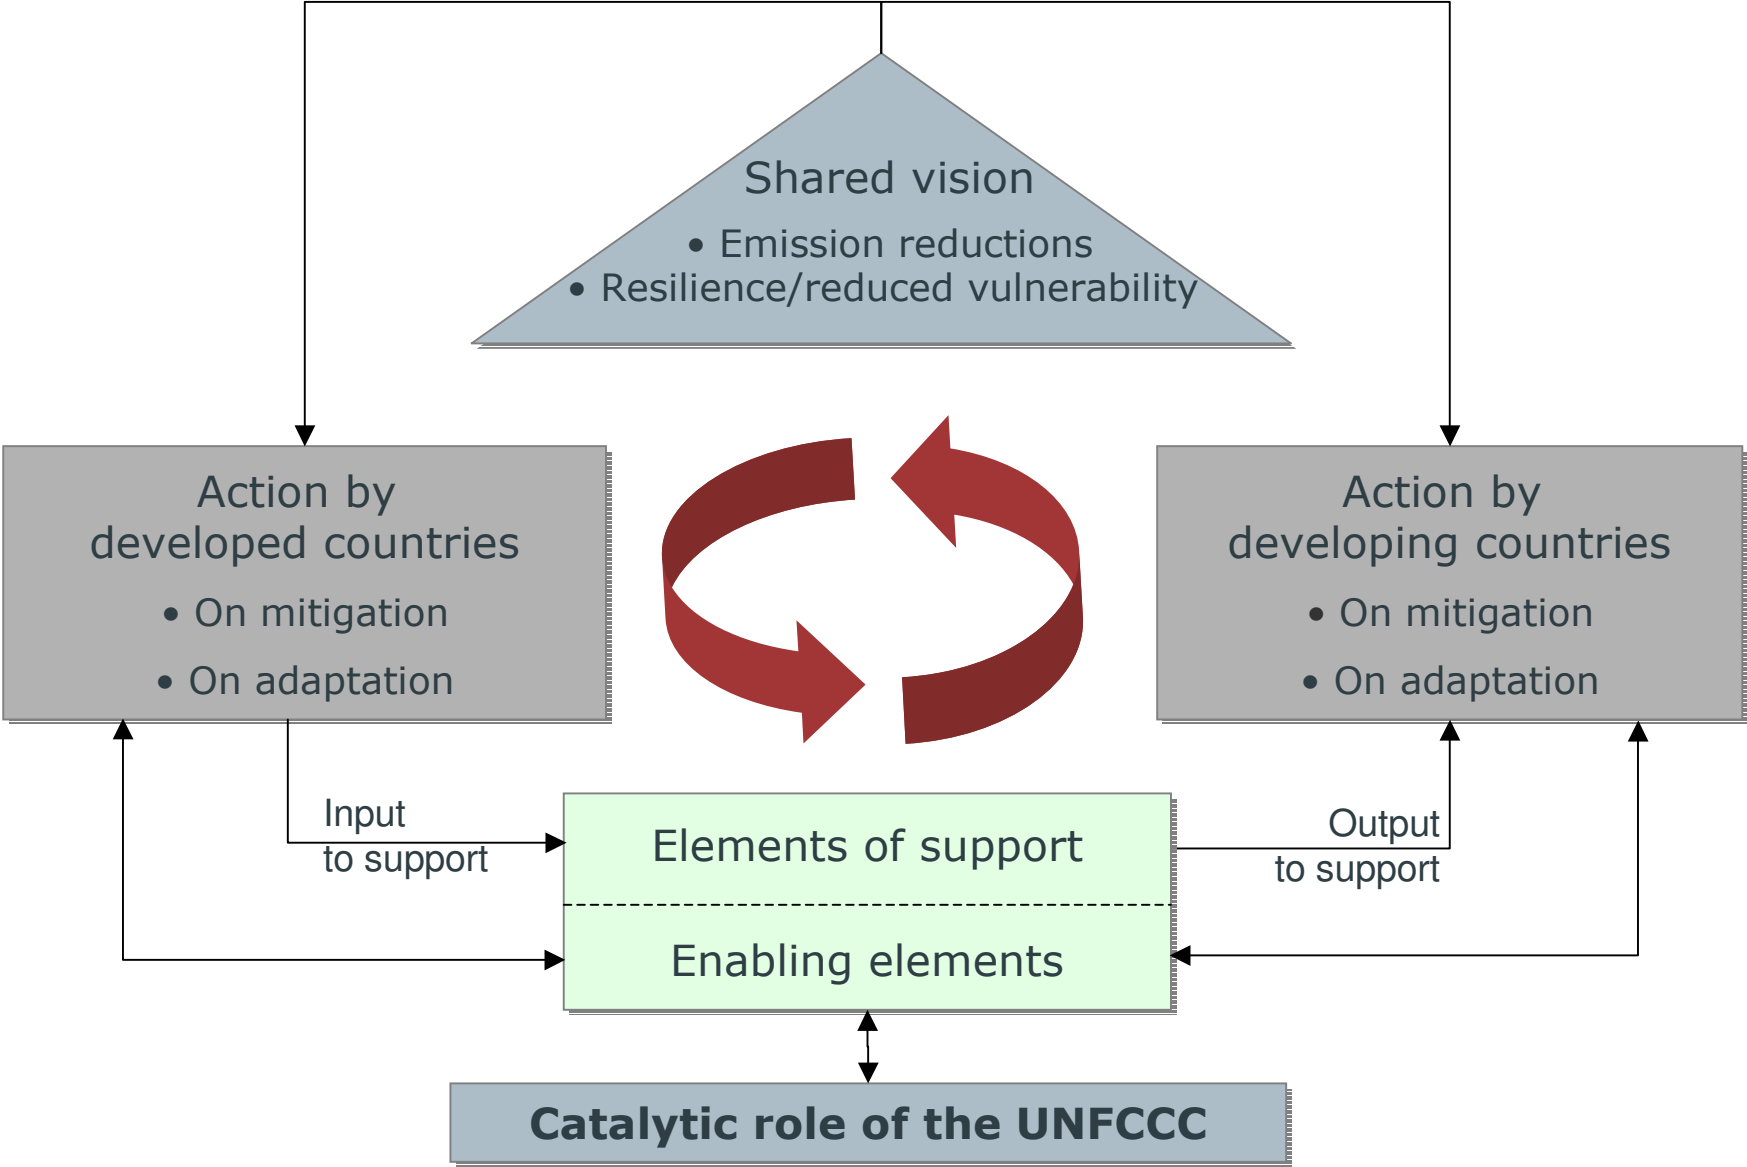 Shared vision
• Emission reductions
• Resilience/reduced vulnerability
Action by
developed countries
• On mitigation
• On adaptation
Action by
developing countries
• On mitigation
• On adaptation
Input
to support
Elements of support
Output
to support
Enabling elements
Catalytic role of the UNFCCC